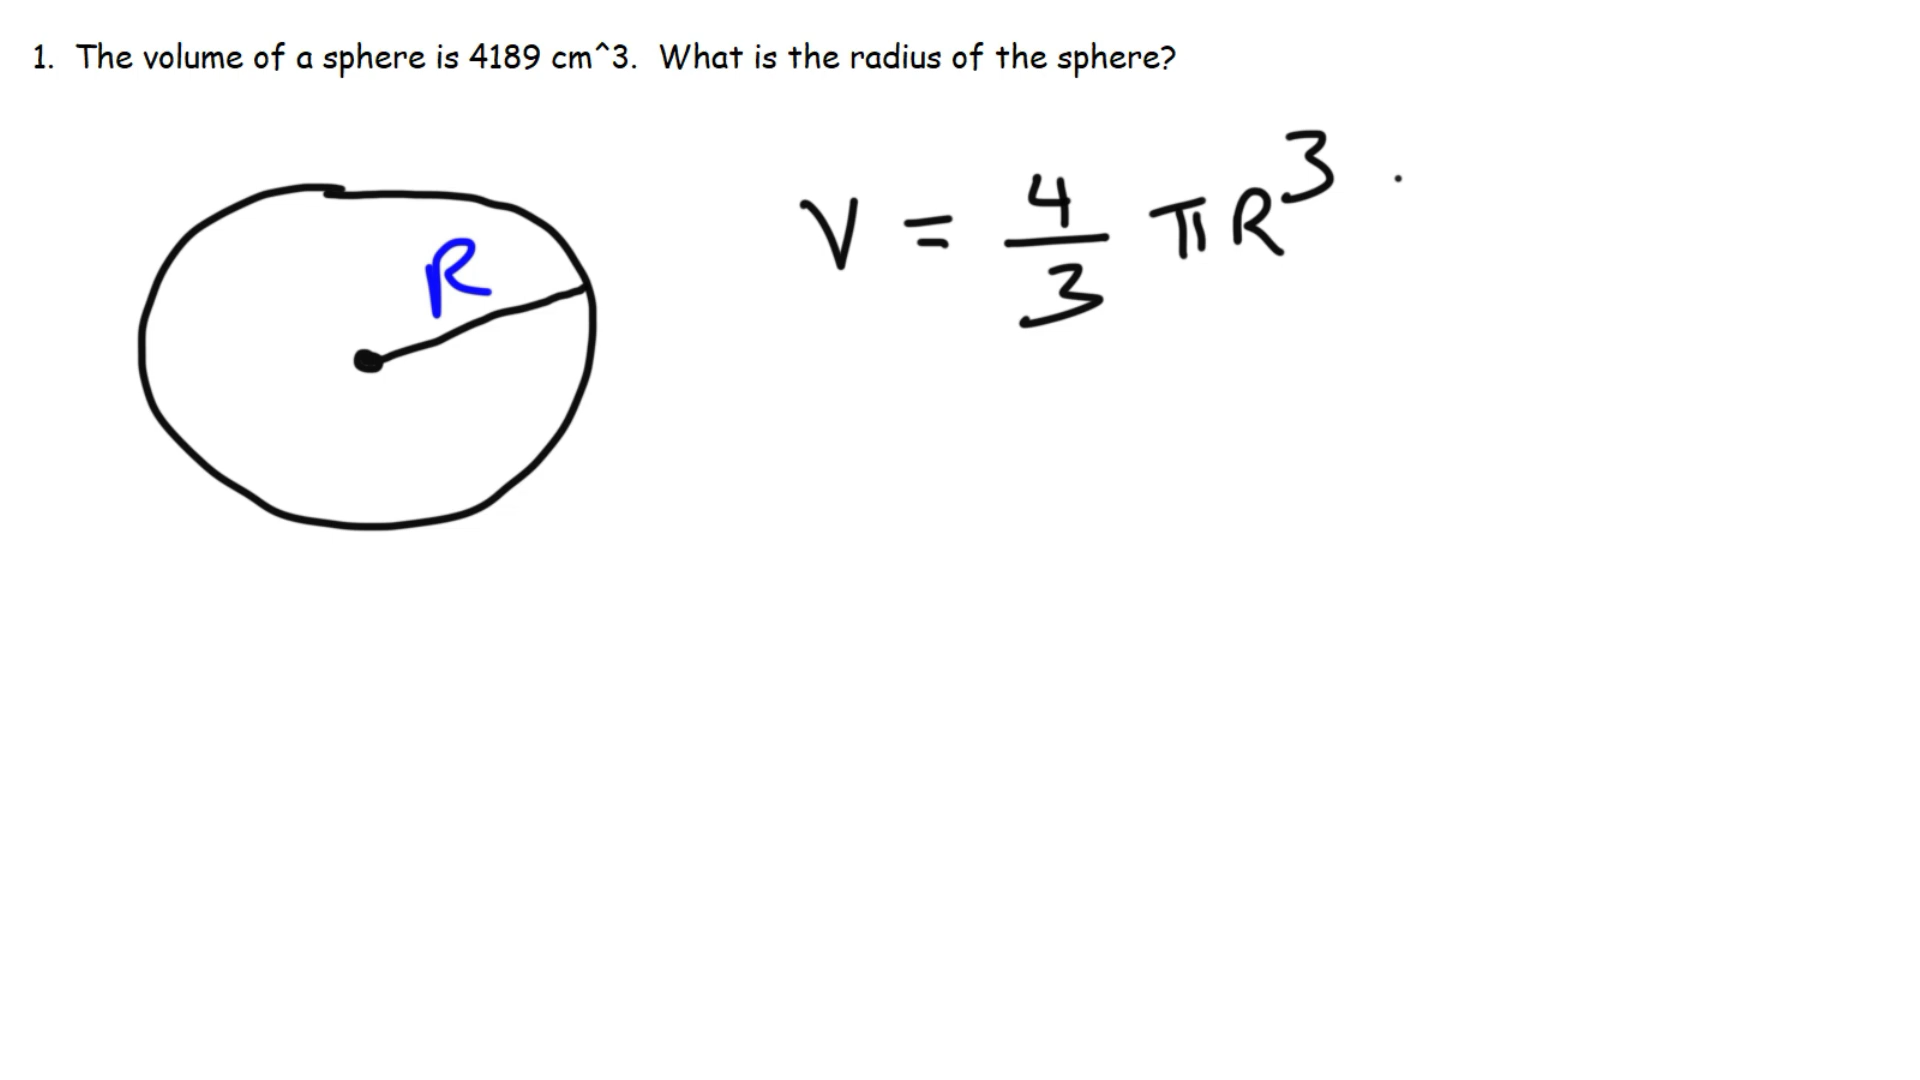 1. The volume of a sphere is 4189 cm^3. What is the radius of the sphere?
V = 4/3 πR³
R